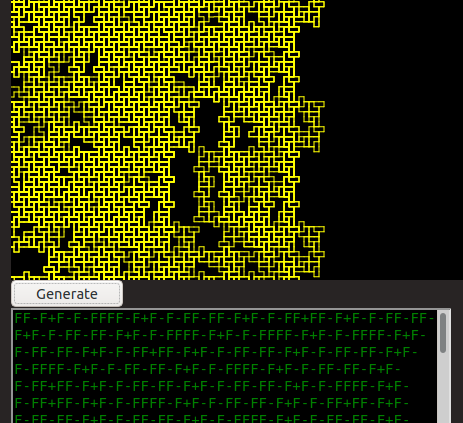 Generate
FF-F+F-F-FFFF-F+F-F-FF-FF-F+F-F-FF+FF-F+F-FF-FF-
F+F-F-FF-FF-F+F-F-FFFF-F+F-F-FFFF-F+F-F-FFFF-F+F-
F-FF-FF-F+F-F-FF+FF-F+F-FF-FF-F+F-F-FF-FF-F+F-
F-FFFF-F+F-F-FF-FF-F+F-F-FFFF-F+F-F-FF-FF-F+F-
F-FF+FF-F+F-FF-FF-F+F-F-FF-FF-F+F-F-FFFF-F+F-
F-FF+FF-F+F-F-FFFF-F+F-F-FF-FF-F+F-F-FF+FF-F+F-